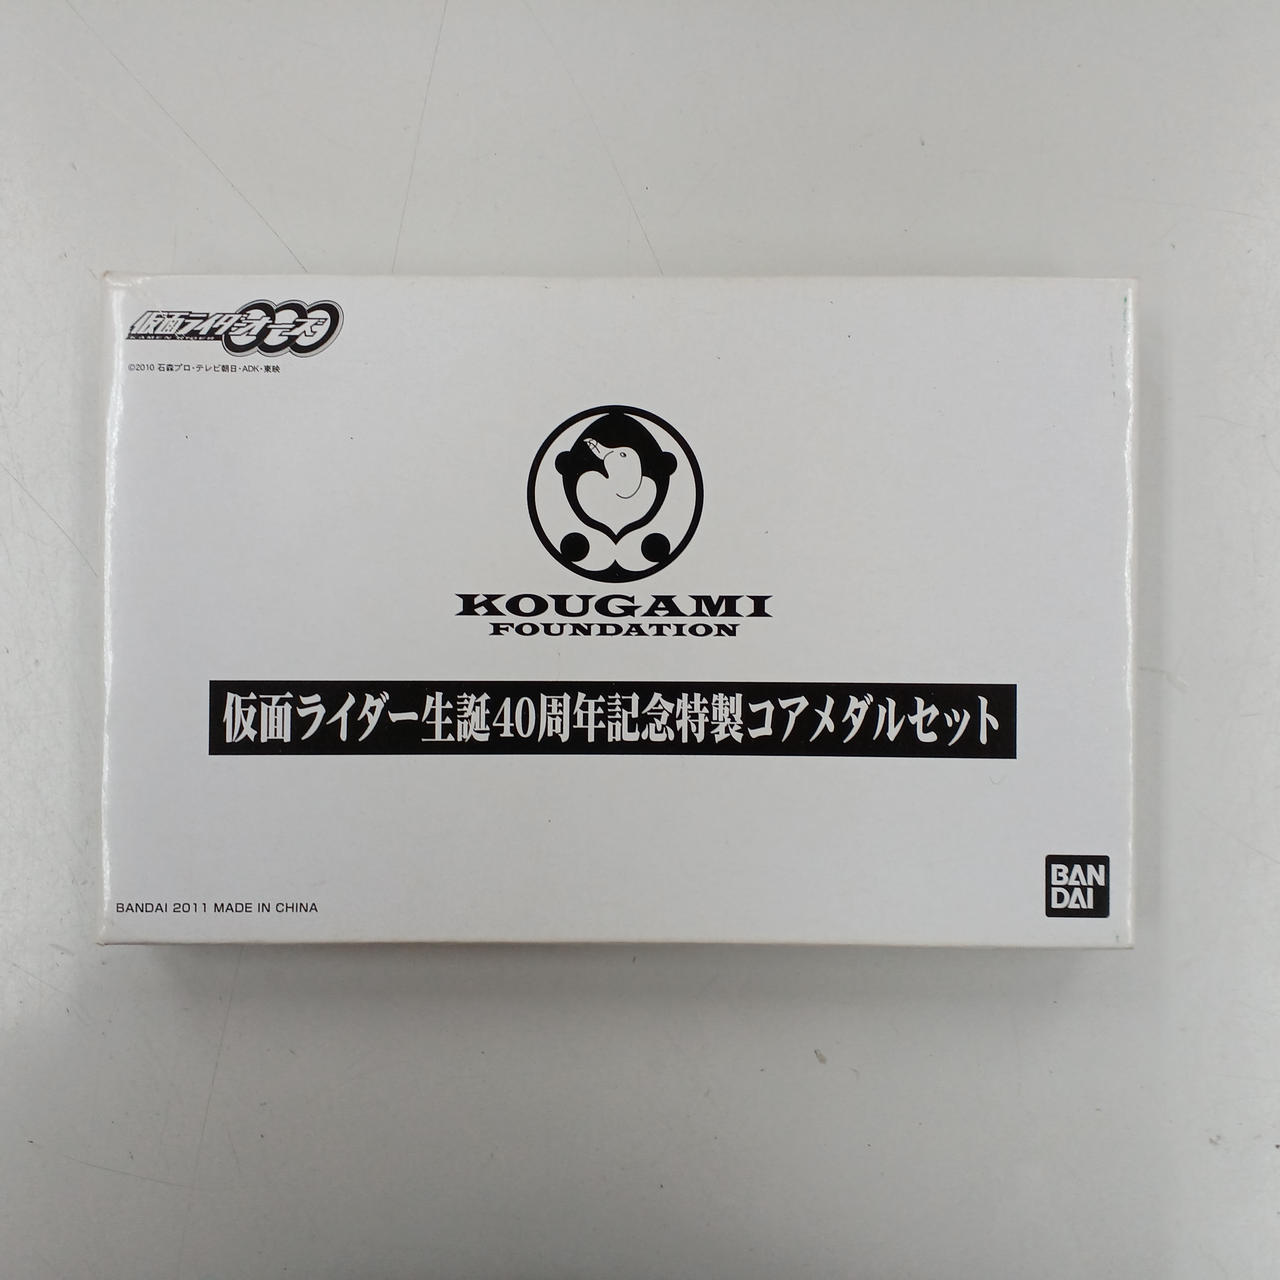 仮面ライダーオーズ
KAMEN RIDER
©2010 石森プロ・テレビ朝日・ADK・東映
KOUGAMI
FOUNDATION
仮面ライダー生誕40周年記念特製コアメダルセット
BANDAI 2011 MADE IN CHINA
BAN
DAI